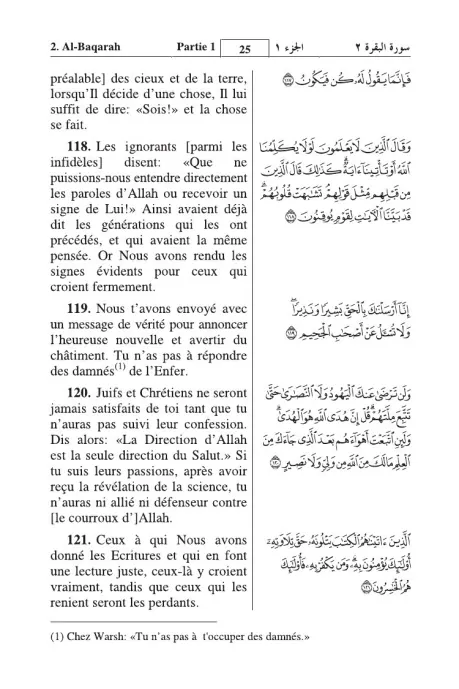 2. Al-Baqarah Partie 1 25 الجزء ١ سورة البقرة ٢
préalable] des cieux et de la terre,
lorsqu'Il décide d'une chose, Il lui
suffit de dire: «Sois!» et la chose
se fait.
118. Les ignorants [parmi les
infidèles] disent: «Que ne
puissions-nous entendre directement
les paroles d'Allah ou recevoir un
signe de Lui!» Ainsi avaient déjà
dit les générations qui les ont
précédés, et qui avaient la même
pensée. Or Nous avons rendu les
signes évidents pour ceux qui
croient fermement.
119. Nous t'avons envoyé avec
un message de vérité pour annoncer
l'heureuse nouvelle et avertir du
châtiment. Tu n'as pas à répondre
des damnés(1) de l'Enfer.
120. Juifs et Chrétiens ne seront
jamais satisfaits de toi tant que tu
n'auras pas suivi leur confession.
Dis alors: «La Direction d'Allah
est la seule direction du Salut.» Si
tu suis leurs passions, après avoir
reçu la révélation de la science, tu
n'auras ni allié ni défenseur contre
[le courroux d']Allah.
121. Ceux à qui Nous avons
donné les Ecritures et qui en font
une lecture juste, ceux-là y croient
vraiment, tandis que ceux qui les
renient seront les perdants.
فَإِنَّمَا يَقُولُ لَهُۥ كُن فَيَكُونُ ١١٧
وَقَالَ ٱلَّذِينَ لَا يَعْلَمُونَ لَوْلَا يُكَلِّمُنَا
ٱللَّهُ أَوْ تَأْتِينَآ ءَايَةٌۗ كَذَٰلِكَ قَالَ ٱلَّذِينَ
مِن قَبْلِهِم مِّثْلَ قَوْلِهِمْۘ تَشَٰبَهَتْ قُلُوبُهُمْۗ
قَدْ بَيَّنَّا ٱلْءَايَٰتِ لِقَوْمٍ يُوقِنُونَ ١١٨
إِنَّآ أَرْسَلْنَٰكَ بِٱلْحَقِّ بَشِيرًا وَنَذِيرًاۖ
وَلَا تُسْـَٔلُ عَنْ أَصْحَٰبِ ٱلْجَحِيمِ ١١٩
وَلَن تَرْضَىٰ عَنكَ ٱلْيَهُودُ وَلَا ٱلنَّصَٰرَىٰ حَتَّىٰ
تَتَّبِعَ مِلَّتَهُمْۗ قُلْ إِنَّ هُدَى ٱللَّهِ هُوَ ٱلْهُدَىٰۗ
وَلَئِنِ ٱتَّبَعْتَ أَهْوَآءَهُم بَعْدَ ٱلَّذِى جَآءَكَ مِنَ
ٱلْعِلْمِ مَا لَكَ مِنَ ٱللَّهِ مِن وَلِىٍّ وَلَا نَصِيرٍ ١٢٠
ٱلَّذِينَ ءَاتَيْنَٰهُمُ ٱلْكِتَٰبَ يَتْلُونَهُۥ حَقَّ تِلَاوَتِهِۦٓ
أُو۟لَٰٓئِكَ يُؤْمِنُونَ بِهِۦۗ وَمَن يَكْفُرْ بِهِۦ فَأُو۟لَٰٓئِكَ
هُمُ ٱلْخَٰسِرُونَ ١٢١
(1) Chez Warsh: «Tu n'as pas à t'occuper des damnés.»